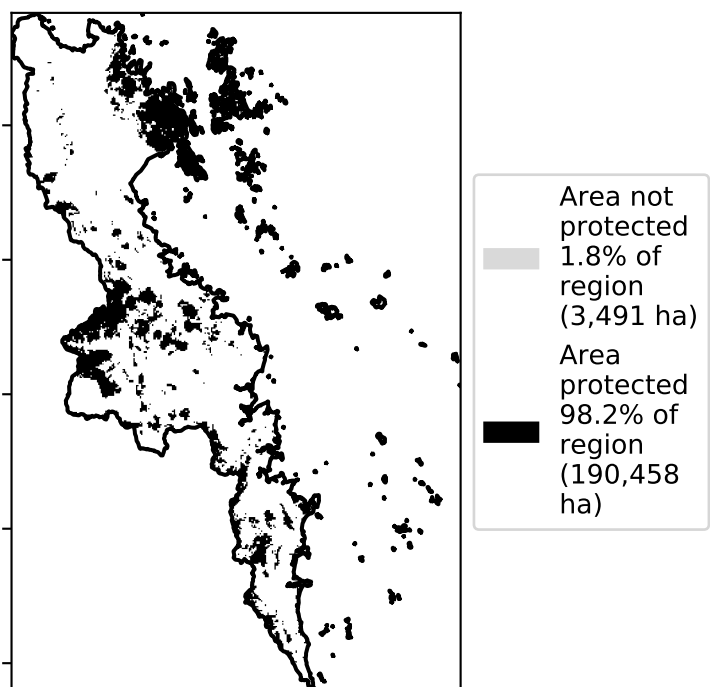 Area not
protected
1.8% of
region
(3,491 ha)
Area
protected
98.2% of
region
(190,458
ha)